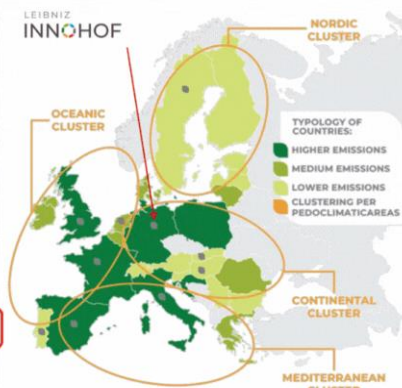 LEIBNIZ
INNOHOF
NORDIC
CLUSTER
OCEANIC
CLUSTER
TYPOLOGY OF
COUNTRIES:
HIGHER EMISSIONS
MEDIUM EMISSIONS
LOWER EMISSIONS
CLUSTERING PER
PEDOCLIMATICAREAS
CONTINENTAL
CLUSTER
MEDITERRANEAN
CLUSTER